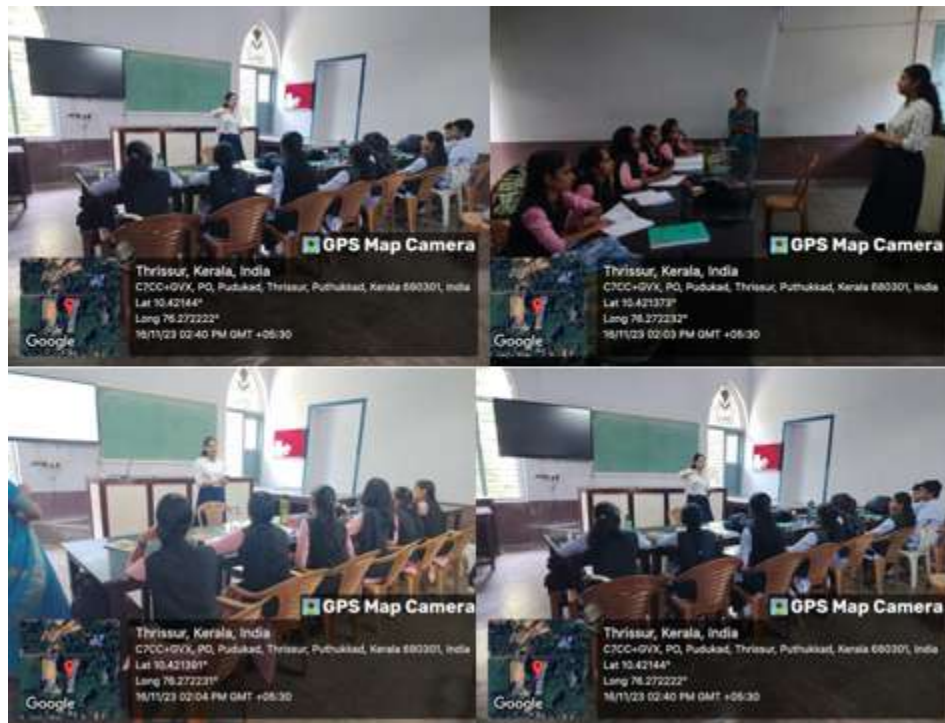 GPS Map Camera
Thrissur, Kerala, India
C7CC+GVX, PO, Pudukad, Thrissur, Puthukkad, Kerala 680301, India
Lat 10.42144°
Long 76.272222°
16/11/23 02:40 PM GMT +05:30
Google
GPS Map Camera
Thrissur, Kerala, India
C7CC+GVX, PO, Pudukad, Thrissur, Puthukkad, Kerala 680301, India
Lat 10.421373°
Long 76.272232°
16/11/23 02:03 PM GMT +05:30
Google
GPS Map Camera
Thrissur, Kerala, India
C7CC+GVX, PO, Pudukad, Thrissur, Puthukkad, Kerala 680301, India
Lat 10.421391°
Long 76.272231°
16/11/23 02:04 PM GMT +05:30
Google
GPS Map Camera
Thrissur, Kerala, India
C7CC+GVX, PO, Pudukad, Thrissur, Puthukkad, Kerala 680301, India
Lat 10.42144°
Long 76.272222°
16/11/23 02:40 PM GMT +05:30
Google